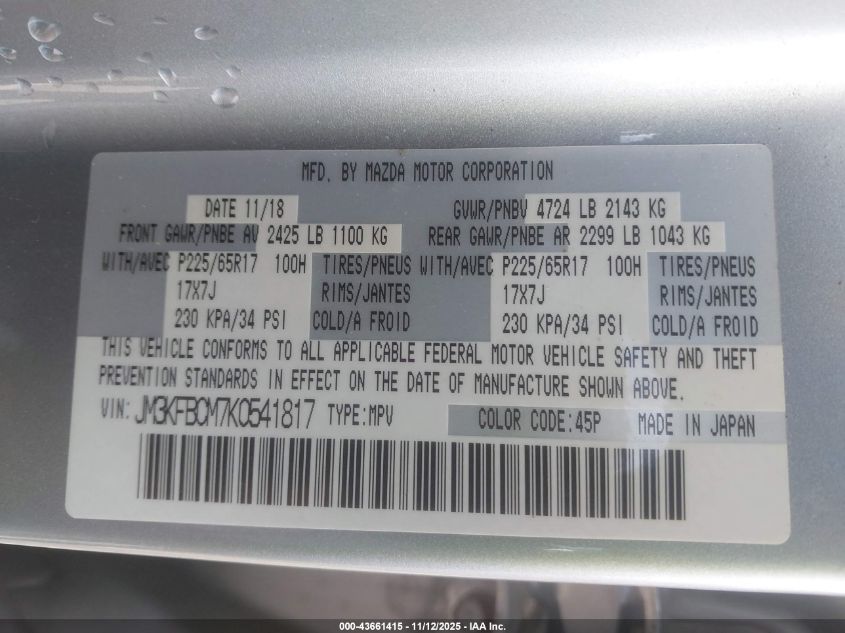 MFD. BY MAZDA MOTOR CORPORATION
DATE 11/18 GVWR/PNBV 4724 LB 2143 KG
FRONT GAWR/PNBE AV 2425 LB 1100 KG REAR GAWR/PNBE AR 2299 LB 1043 KG
WITH/AVEC P225/65R17 100H TIRES/PNEUS WITH/AVEC P225/65R17 100H TIRES/PNEUS
17X7J RIMS/JANTES 17X7J RIMS/JANTES
230 KPA/34 PSI COLD/A FROID 230 KPA/34 PSI COLD/A FROID
THIS VEHICLE CONFORMS TO ALL APPLICABLE FEDERAL MOTOR VEHICLE SAFETY AND THEFT
PREVENTION STANDARDS IN EFFECT ON THE DATE OF MANUFACTURE SHOWN ABOVE.
VIN: JM3KFBCM7K0541817 TYPE:MPV COLOR CODE:45P MADE IN JAPAN
000-43661415 - 11/12/2025 - IAA Inc.